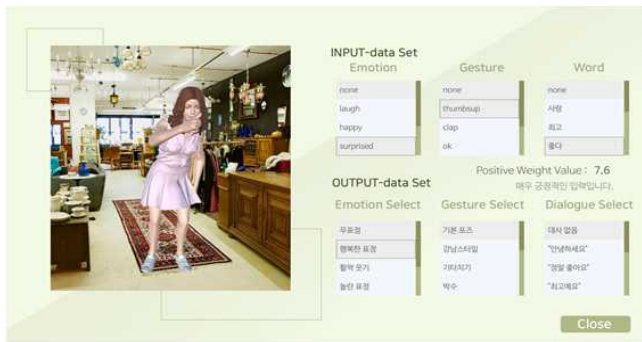 INPUT-data Set
Emotion Gesture Word
none none none
laugh thumbsup 사랑
happy clap 최고
surprised ok 좋다
Positive Weight Value : 7.6
매우 긍정적인 입력입니다.
OUTPUT-data Set
Emotion Select Gesture Select Dialogue Select
무표정 기본 포즈 대사 없음
행복한 표정 강남스타일 "안녕하세요"
활짝 웃기 기타치기 "정말 좋아요"
놀란 표정 박수 "최고예요"
Close